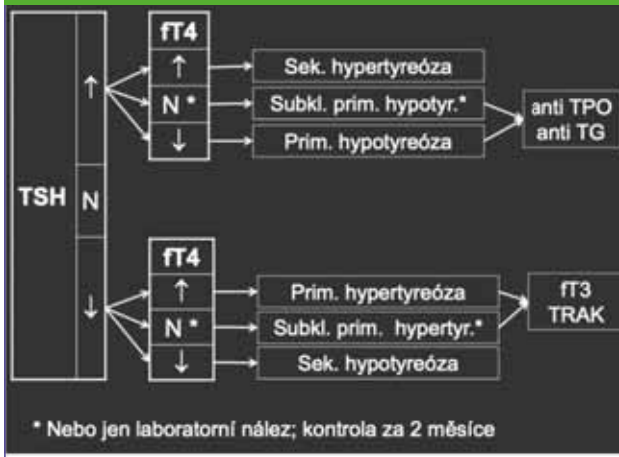 fT4
↑ Sek. hypertyreóza
↑ N * Subkl. prim. hypotyr.* anti TPO
anti TG
↓ Prim. hypotyreóza
TSH N
fT4
↑ Prim. hypertyreóza fT3
TRAK
↓ N * Subkl. prim. hypertyr.*
↓ Sek. hypotyreóza
* Nebo jen laboratorní nález; kontrola za 2 měsíce